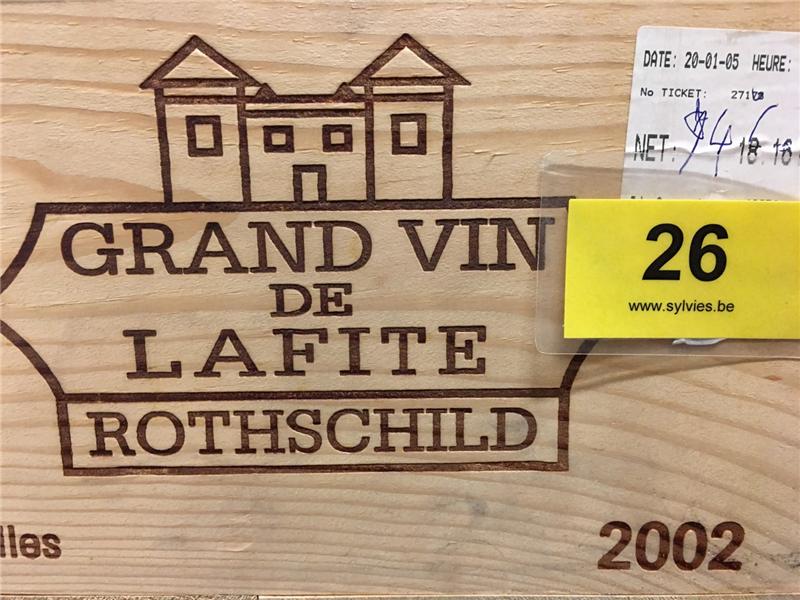 DATE: 20-01-05 HEURE:
No TICKET:
NET:
26
www.sylvies.be
GRAND VIN
DE
LAFITE
ROTHSCHILD
lles
2002